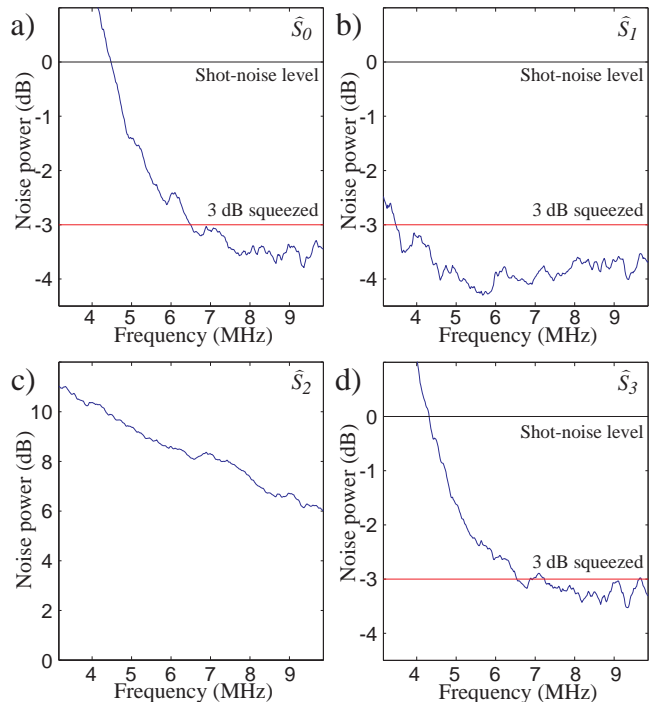 a)
Ŝ0
0
Shot-noise level
-1
-2
3 dB squeezed
-3
-4
Noise power (dB)
4 5 6 7 8 9
Frequency (MHz)
b)
Ŝ1
0
Shot-noise level
-1
-2
3 dB squeezed
-3
-4
Noise power (dB)
4 5 6 7 8 9
Frequency (MHz)
c)
Ŝ2
10
8
6
4
2
0
Noise power (dB)
4 5 6 7 8 9
Frequency (MHz)
d)
Ŝ3
0
Shot-noise level
-1
-2
3 dB squeezed
-3
-4
Noise power (dB)
4 5 6 7 8 9
Frequency (MHz)